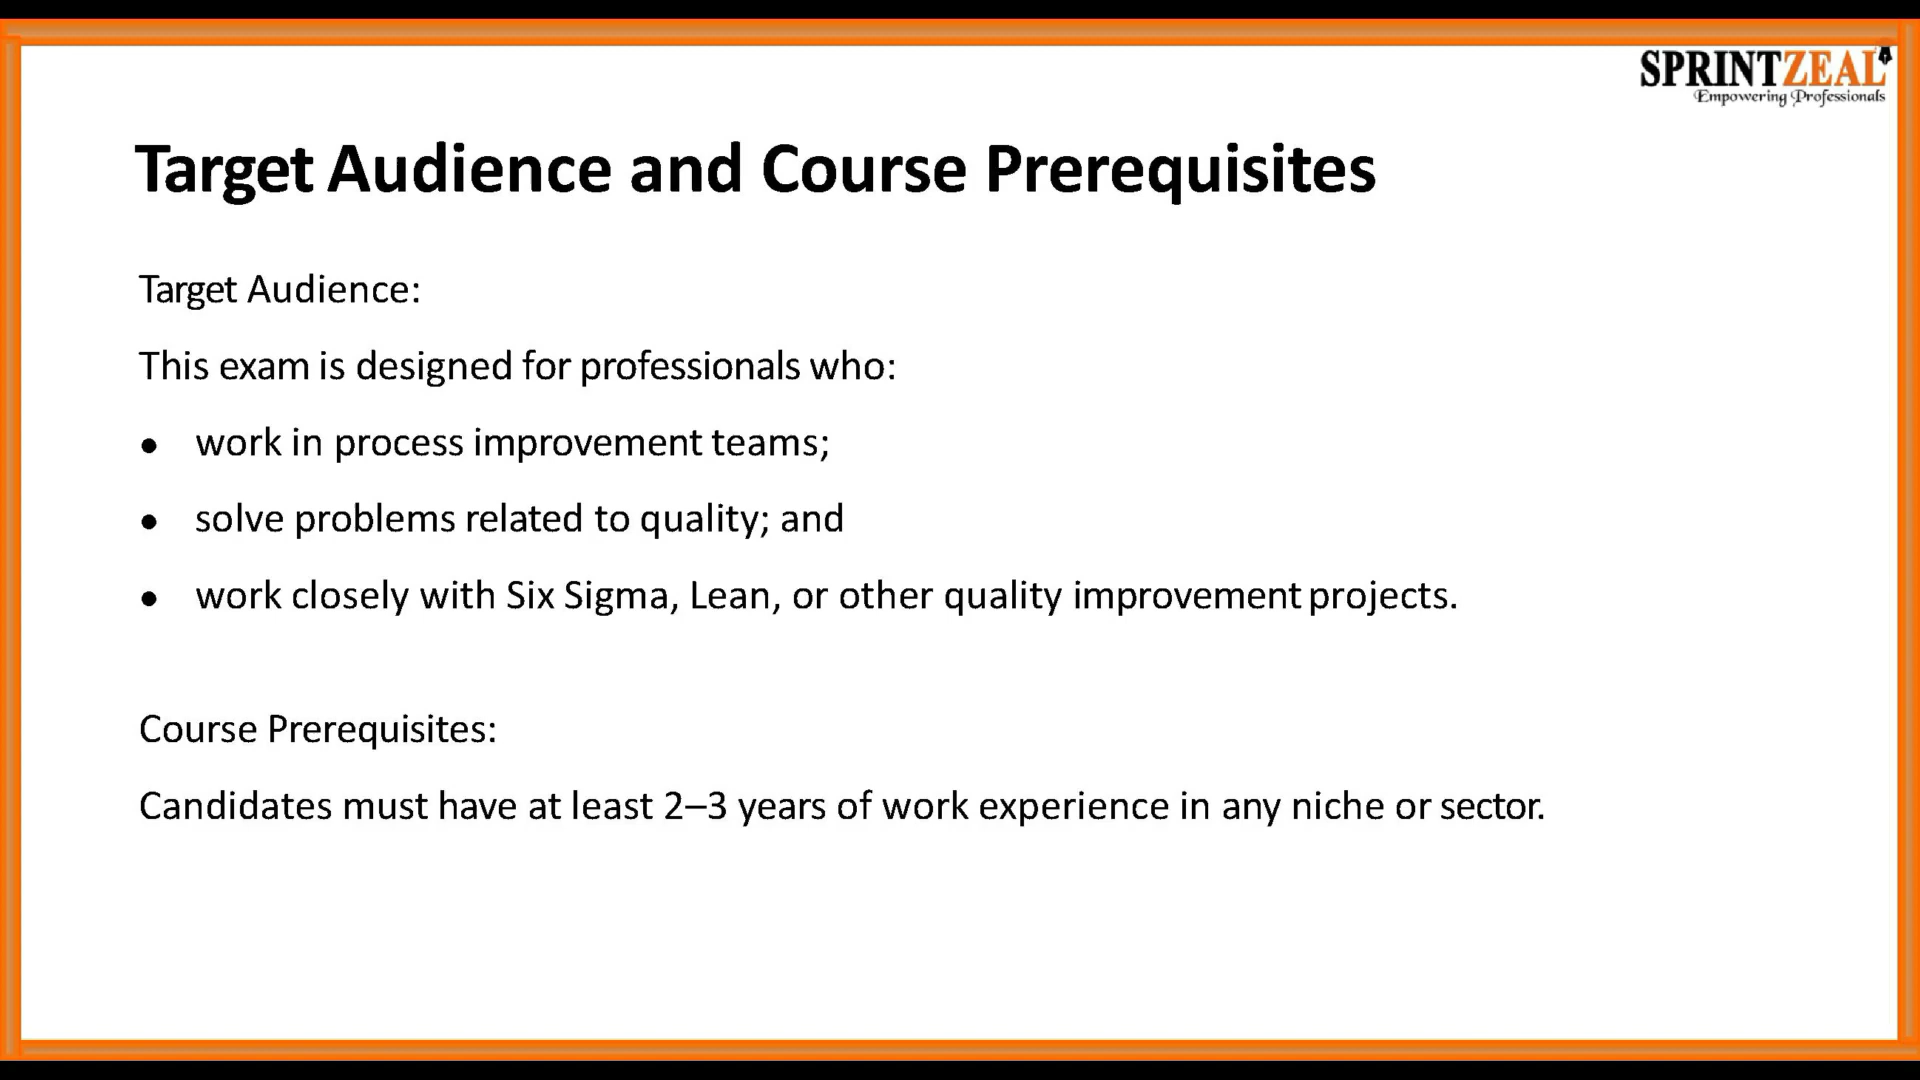 SPRINTZEAL
Empowering Professionals
Target Audience and Course Prerequisites
Target Audience:
This exam is designed for professionals who:
● work in process improvement teams;
● solve problems related to quality; and
● work closely with Six Sigma, Lean, or other quality improvement projects.
Course Prerequisites:
Candidates must have at least 2–3 years of work experience in any niche or sector.